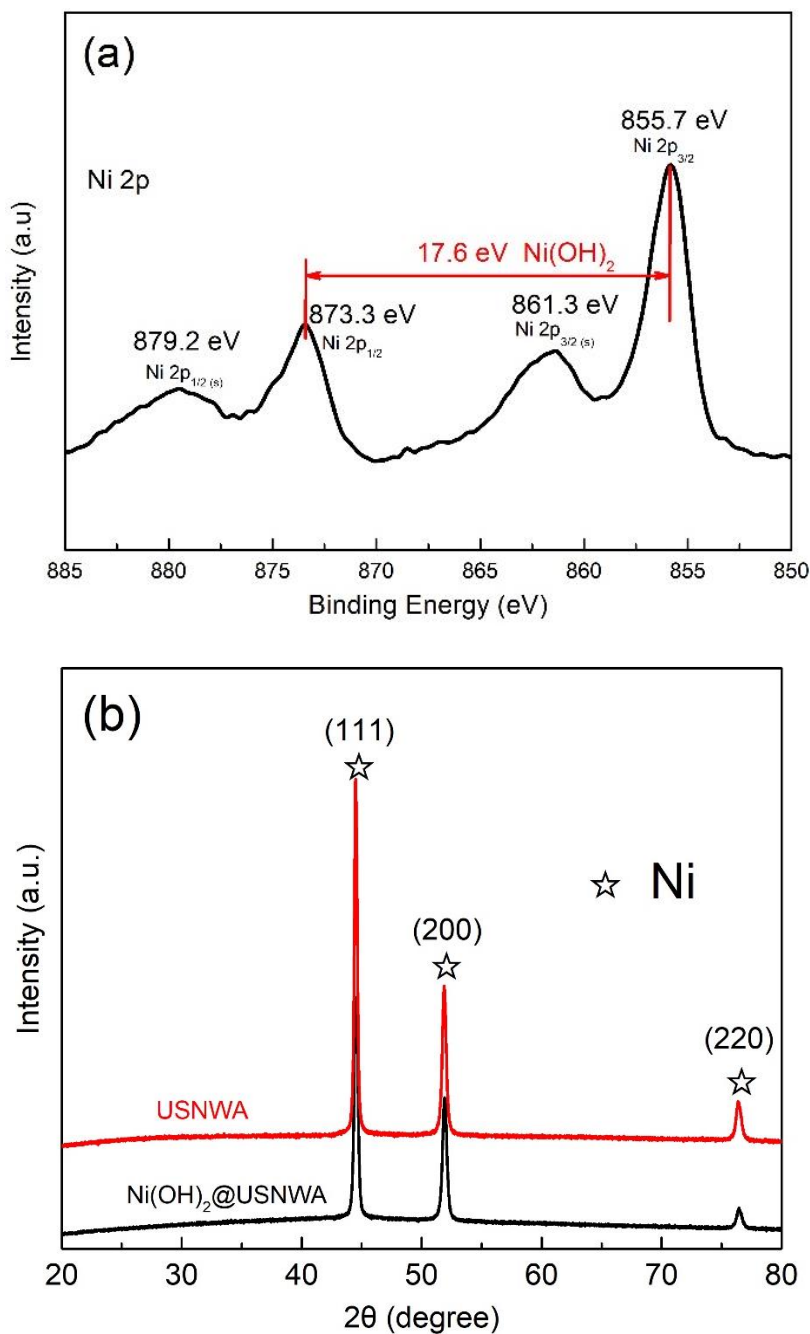 (a)
855.7 eV
Ni 2p3/2
Ni 2p
17.6 eV Ni(OH)2
873.3 eV
Ni 2p1/2
861.3 eV
Ni 2p3/2 (s)
879.2 eV
Ni 2p1/2 (s)
Intensity (a.u)
885 880 875 870 865 860 855 850
Binding Energy (eV)
(b)
(111)
☆ Ni
(200)
(220)
USNWA
Ni(OH)2@USNWA
Intensity (a.u.)
20 30 40 50 60 70 80
2θ (degree)